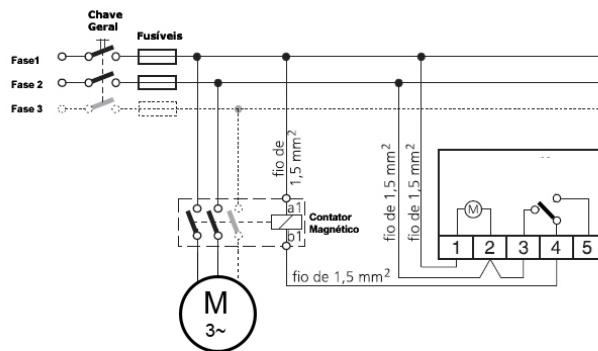 Chave
Geral
Fusíveis
Fase1
Fase 2
Fase 3
fio de
1,5 mm²
fio de 1,5 mm²
fio de 1,5 mm²
a1
b1
Contator
Magnético
M
1 2 3 4 5
fio de 1,5 mm²
M
3~